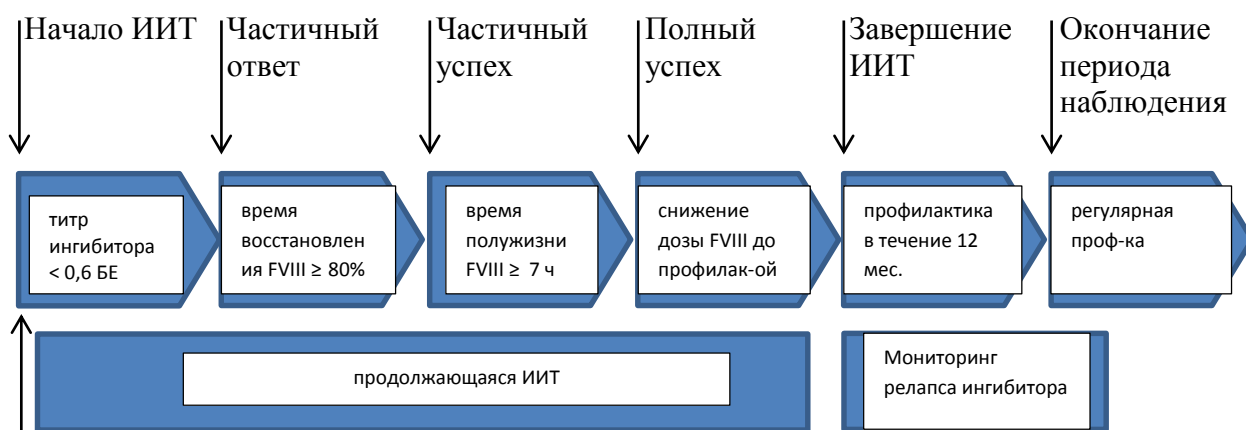 Начало ИИТ
Частичный
ответ
Частичный
успех
Полный
успех
Завершение
ИИТ
Окончание
периода
наблюдения
титр
ингибитора
< 0,6 БЕ
время
восстановлен
ия FVIII ≥ 80%
время
полужизни
FVIII ≥ 7 ч
снижение
дозы FVIII до
профилак-ой
профилактика
в течение 12
мес.
регулярная
проф-ка
продолжающаяся ИИТ
Мониторинг
релапса ингибитора